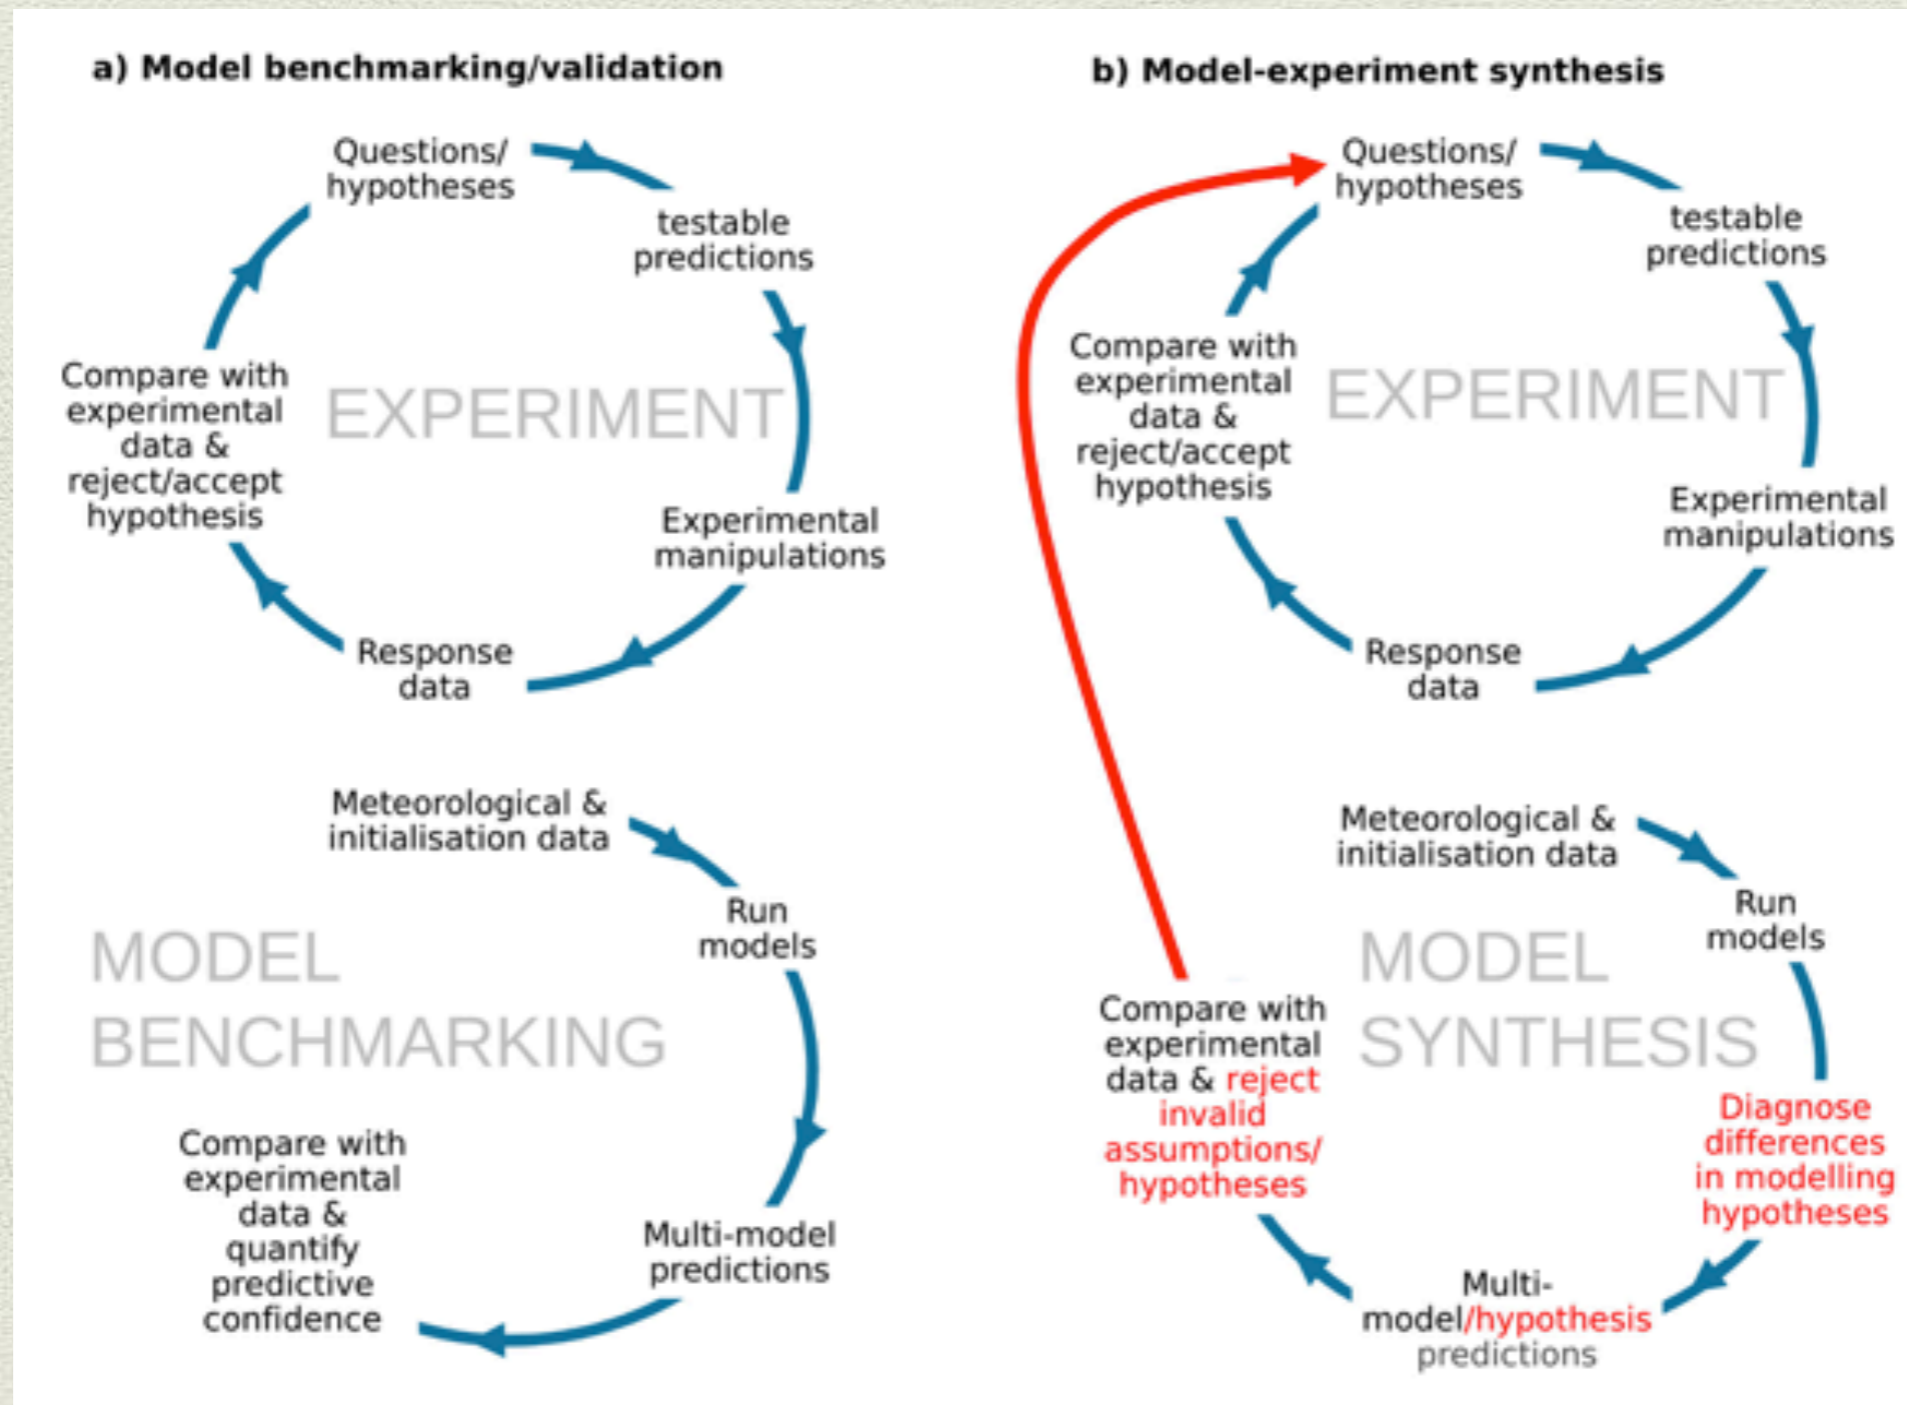 a) Model benchmarking/validation
Questions/
hypotheses
testable
predictions
EXPERIMENT
Compare with
experimental
data &
reject/accept
hypothesis
Experimental
manipulations
Response
data
Meteorological &
initialisation data
Run
models
MODEL
BENCHMARKING
Compare with
experimental
data &
quantify
predictive
confidence
Multi-model
predictions
b) Model-experiment synthesis
Questions/
hypotheses
testable
predictions
EXPERIMENT
Compare with
experimental
data &
reject/accept
hypothesis
Experimental
manipulations
Response
data
Meteorological &
initialisation data
Run
models
MODEL
SYNTHESIS
Compare with
experimental
data & reject
invalid
assumptions/
hypotheses
Diagnose
differences
in modelling
hypotheses
Multi-
model/hypothesis
predictions